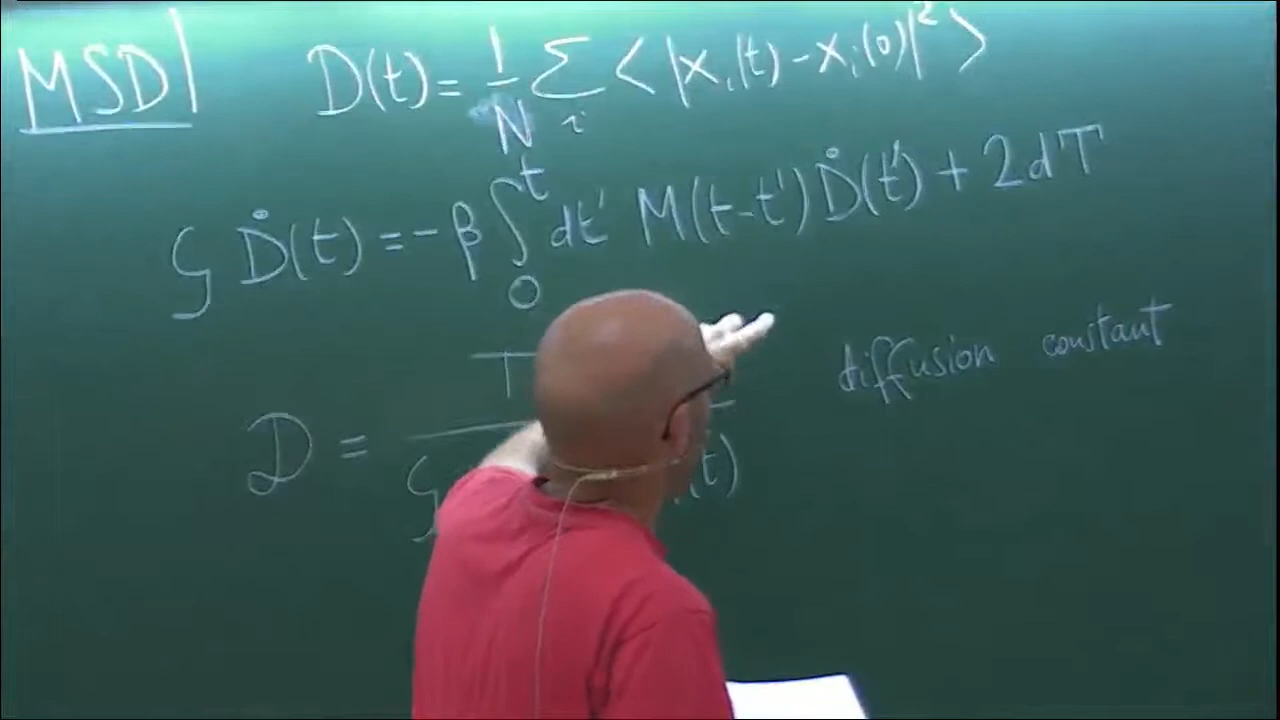 MSD D(t) = 1/N Σ_i < |x_i(t) - x_i(0)|² >
ζ Ḋ(t) = - β ∫_0^t dt' M(t-t') Ḋ(t') + 2dT
D = T / ζ (t) diffusion constant